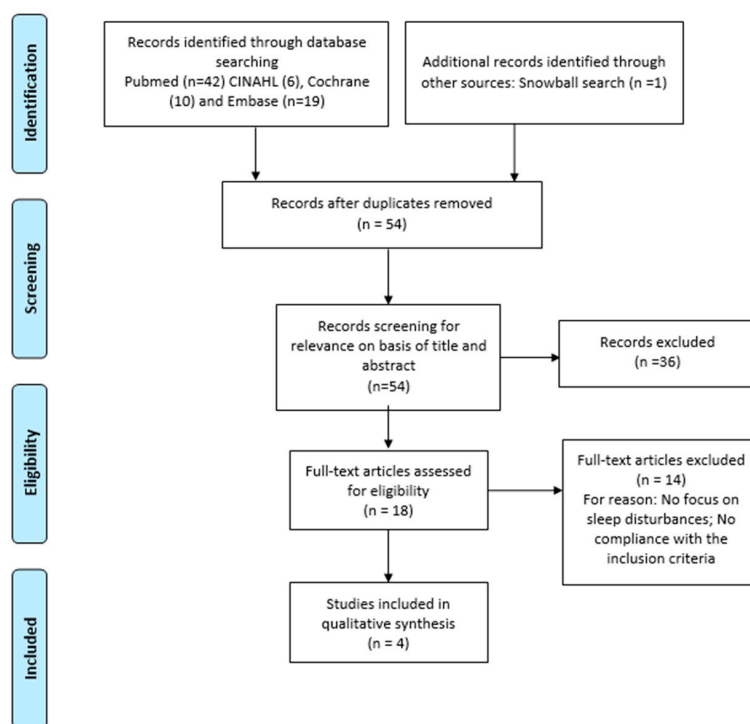 Identification
Records identified through database
searching
Pubmed (n=42) CINAHL (6), Cochrane
(10) and Embase (n=19)
Additional records identified through
other sources: Snowball search (n =1)
Records after duplicates removed
(n = 54)
Screening
Records screening for
relevance on basis of title and
abstract
(n=54)
Records excluded
(n =36)
Eligibility
Full-text articles assessed
for eligibility
(n = 18)
Full-text articles excluded
(n = 14)
For reason: No focus on
sleep disturbances; No
compliance with the
inclusion criteria
Included
Studies included in
qualitative synthesis
(n = 4)